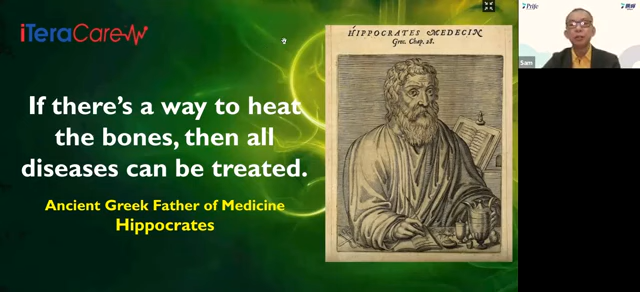 iTeraCare
If there's a way to heat
the bones, then all
diseases can be treated.
Ancient Greek Father of Medicine
Hippocrates
HIPPOCRATES MEDECIN
Grec. Chap. 28.
Prife
Sam